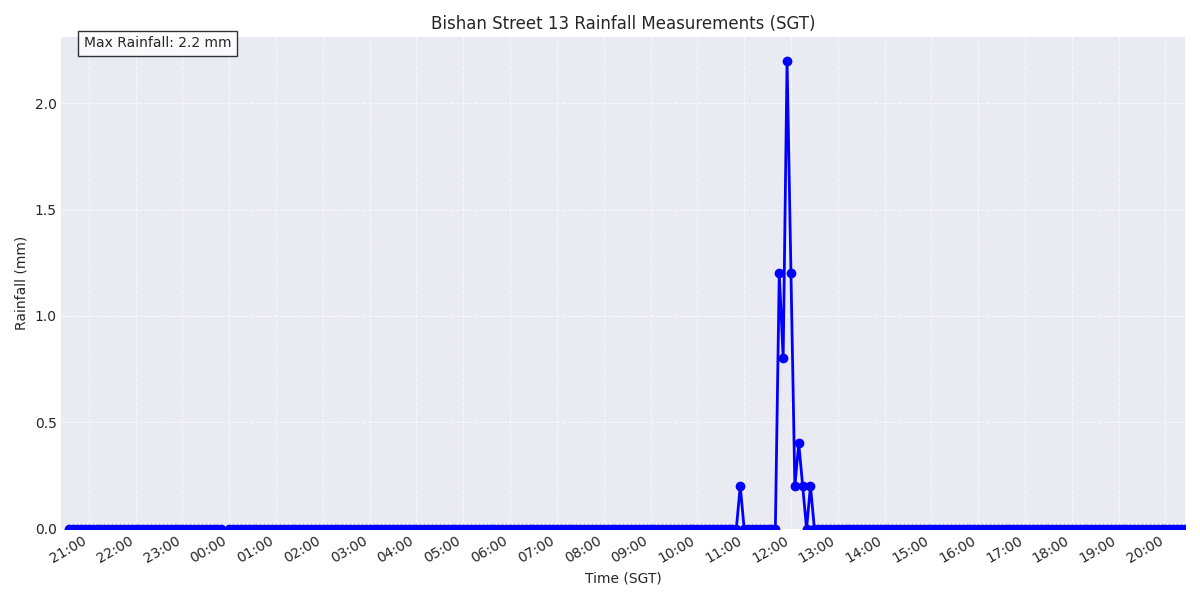 Bishan Street 13 Rainfall Measurements (SGT)
Max Rainfall: 2.2 mm
2.0
1.5
1.0
0.5
0.0
Rainfall (mm)
21:00 22:00 23:00 00:00 01:00 02:00 03:00 04:00 05:00 06:00 07:00 08:00 09:00 10:00 11:00 12:00 13:00 14:00 15:00 16:00 17:00 18:00 19:00 20:00
Time (SGT)